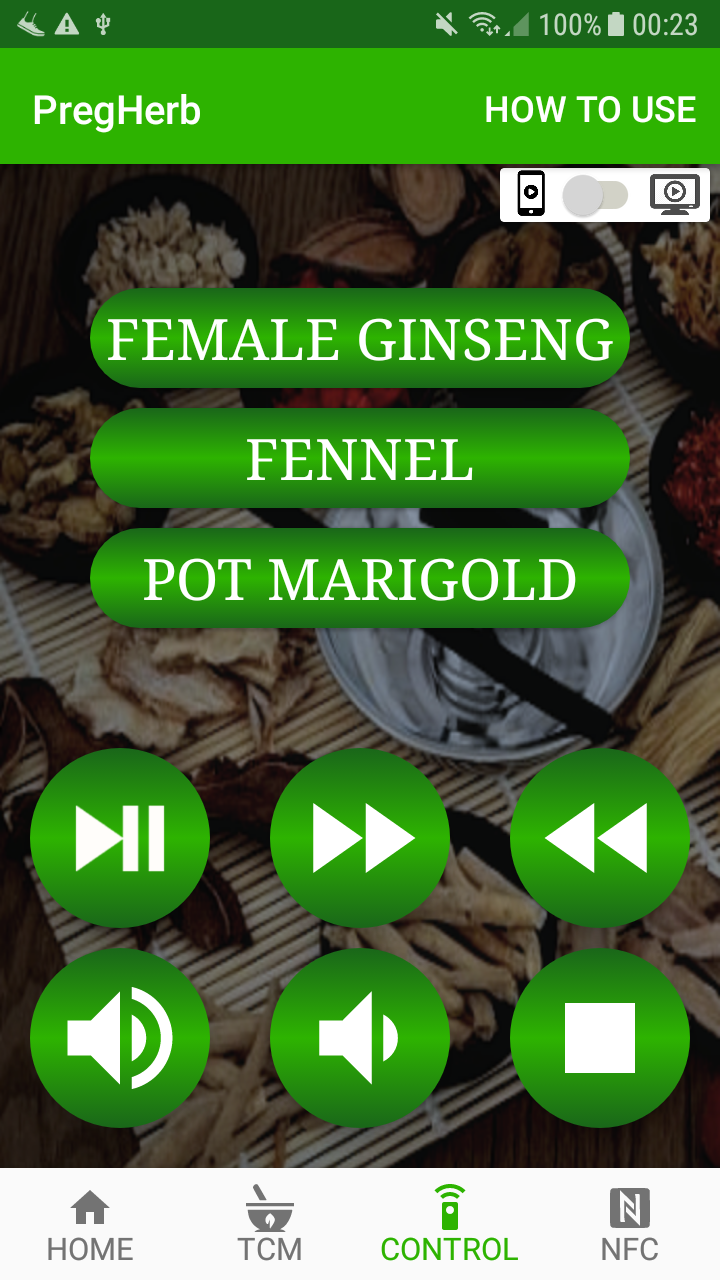 100% 00:23
PregHerb HOW TO USE
FEMALE GINSENG
FENNEL
POT MARIGOLD
HOME TCM CONTROL NFC